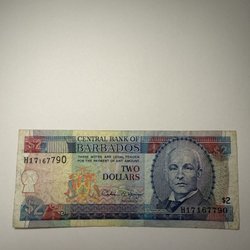 CENTRAL BANK OF
BARBADOS
H17167790
THESE NOTES ARE LEGAL TENDER
FOR THE PAYMENT OF ANY AMOUNT
TWO
DOLLARS
$2
H17167790